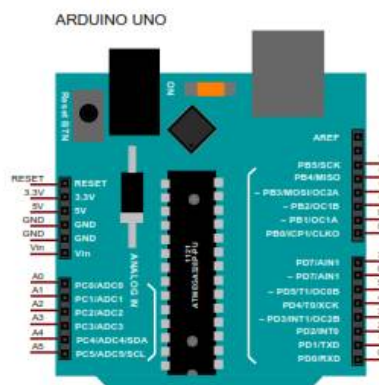 ARDUINO UNO
Reset BTN
ON
AREF
PB5/SCK
PB4/MISO
~ PB3/MOSI/OC2A
~ PB2/OC1B
~ PB1/OC1A
PB0/ICP1/CLKO
RESET
3.3V
5V
GND
GND
Vin
RESET
3.3V
5V
GND
GND
Vin
ANALOG IN
1121
ATMEGA328P-PU
A0
A1
A2
A3
A4
A5
PC0/ADC0
PC1/ADC1
PC2/ADC2
PC3/ADC3
PC4/ADC4/SDA
PC5/ADC5/SCL
PD7/AIN1
~ PD7/AIN1
~ PD5/T1/OC0B
PD4/T0/XCK
~ PD3/INT1/OC2B
PD2/INT0
PD1/TXD
PD0/RXD